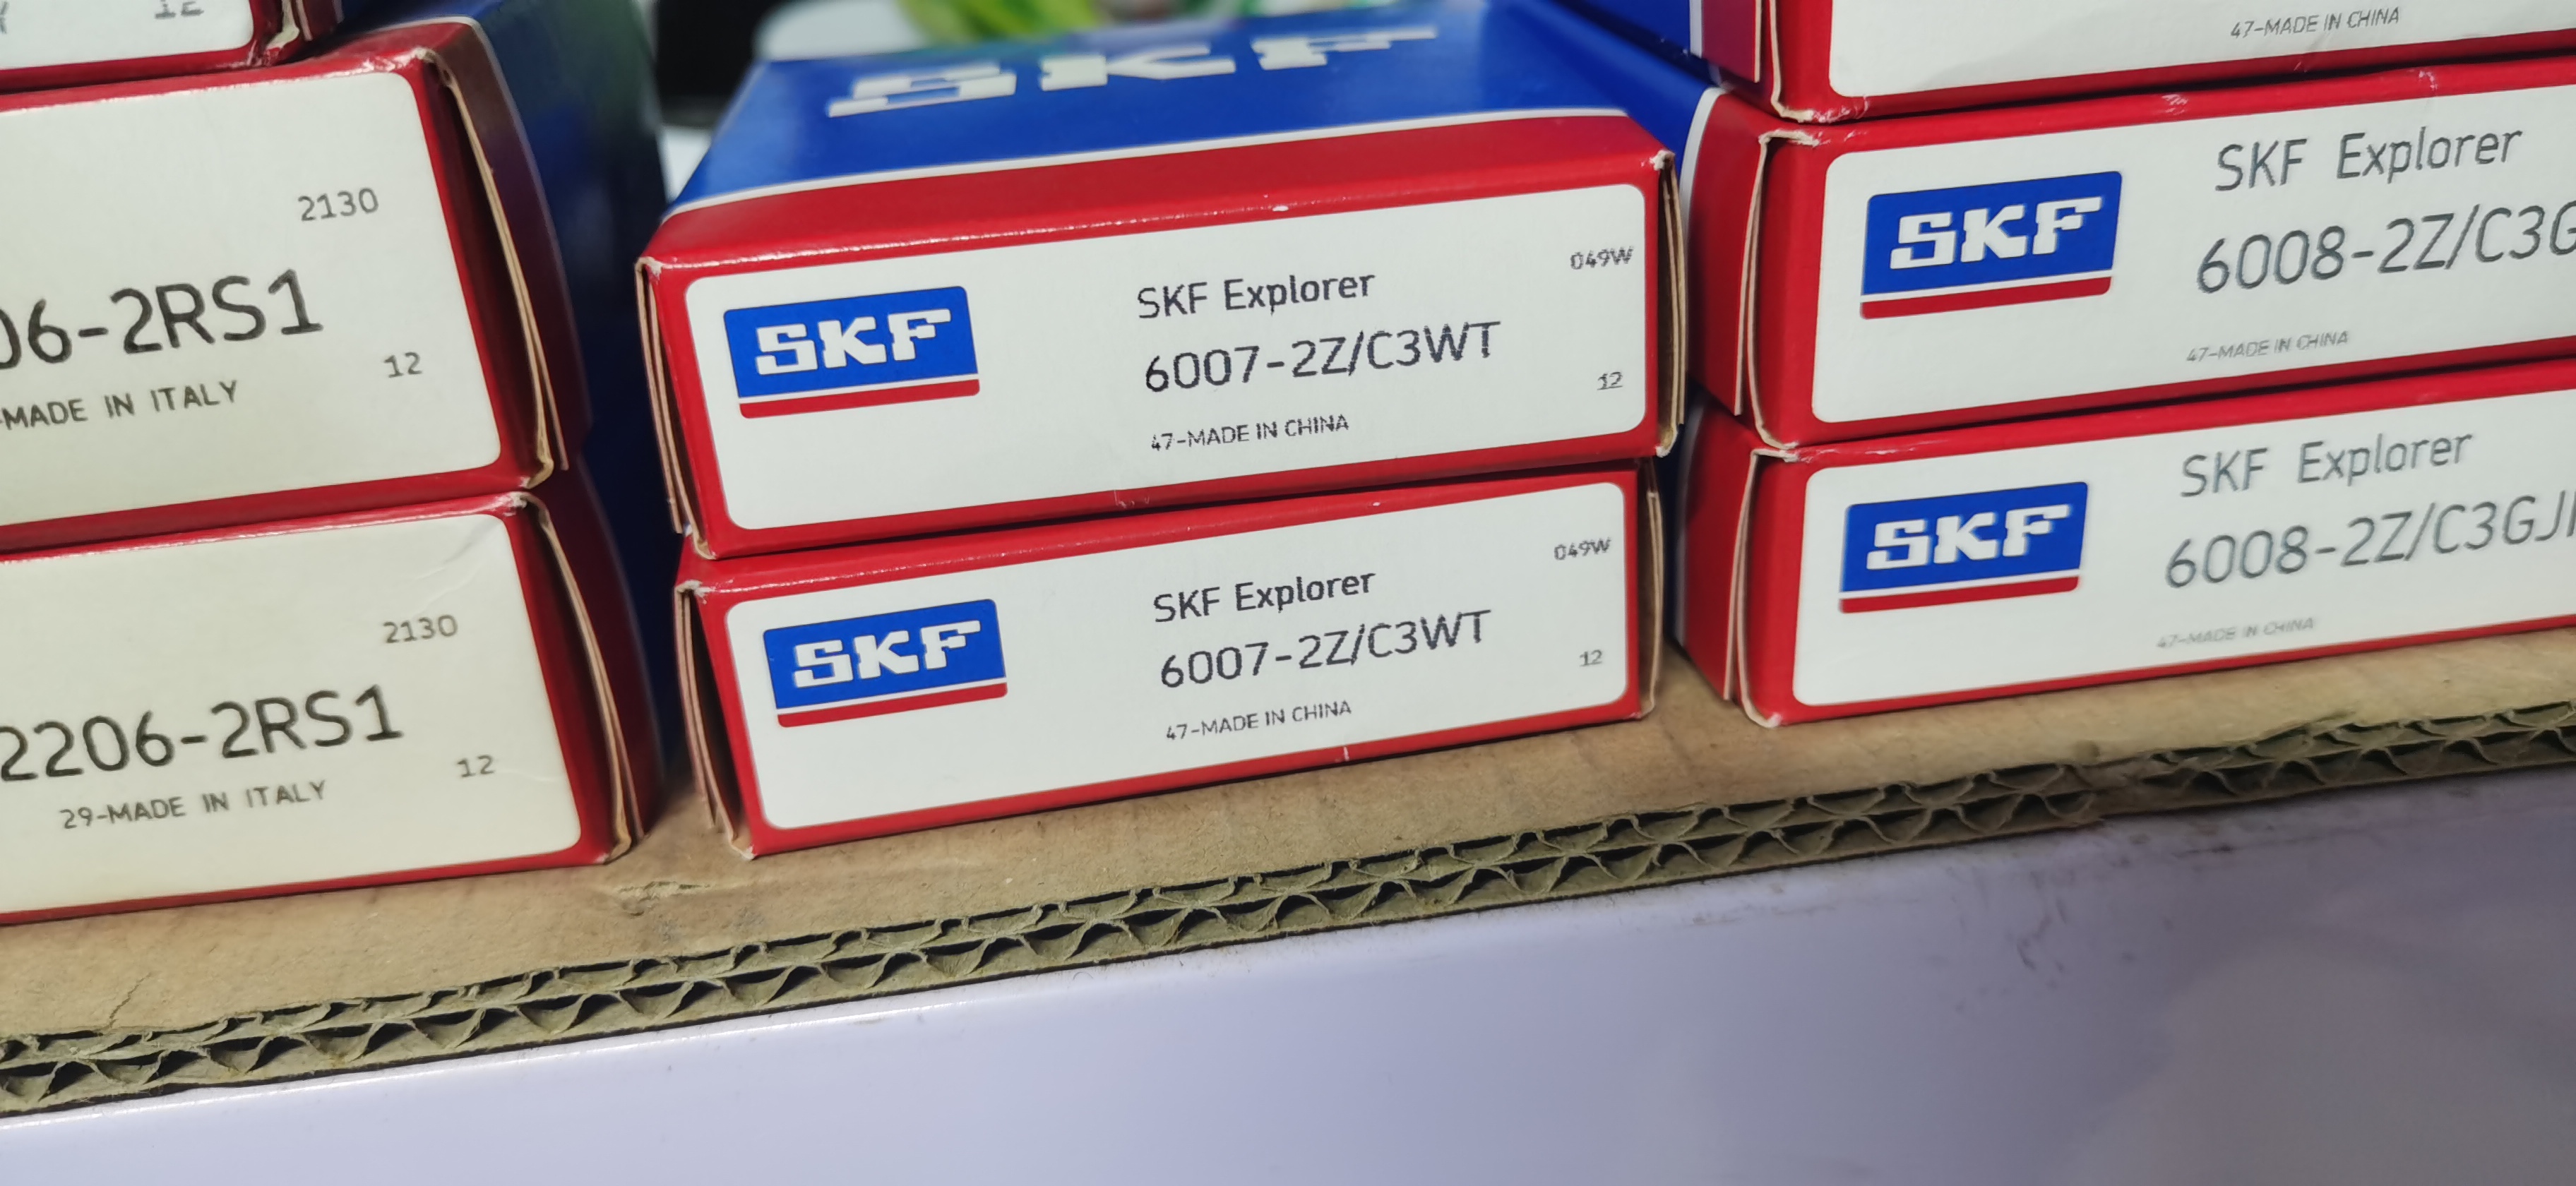 2130
06-2RS1
12
-MADE IN ITALY
2130
2206-2RS1
12
29-MADE IN ITALY
SKF
SKF
SKF Explorer
049W
6007-2Z/C3WT
12
47-MADE IN CHINA
SKF
SKF Explorer
049W
6007-2Z/C3WT
12
47-MADE IN CHINA
47-MADE IN CHINA
SKF
SKF Explorer
6008-2Z/C3G
47-MADE IN CHINA
SKF
SKF Explorer
6008-2Z/C3GJ
47-MADE IN CHINA